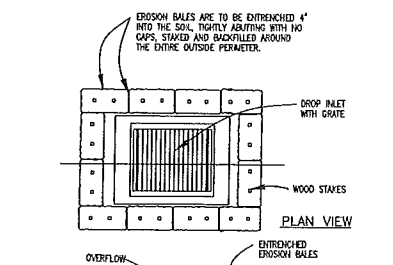 EROSION BALES ARE TO BE ENTRENCHED 4"
INTO THE SOIL, TIGHTLY ABUTTING WITH NO
GAPS, STAKED AND BACKFILLED AROUND
THE ENTIRE OUTSIDE PERIMETER.
DROP INLET
WITH GRATE
WOOD STAKES
PLAN VIEW
ENTRENCHED
EROSION BALES
OVERFLOW